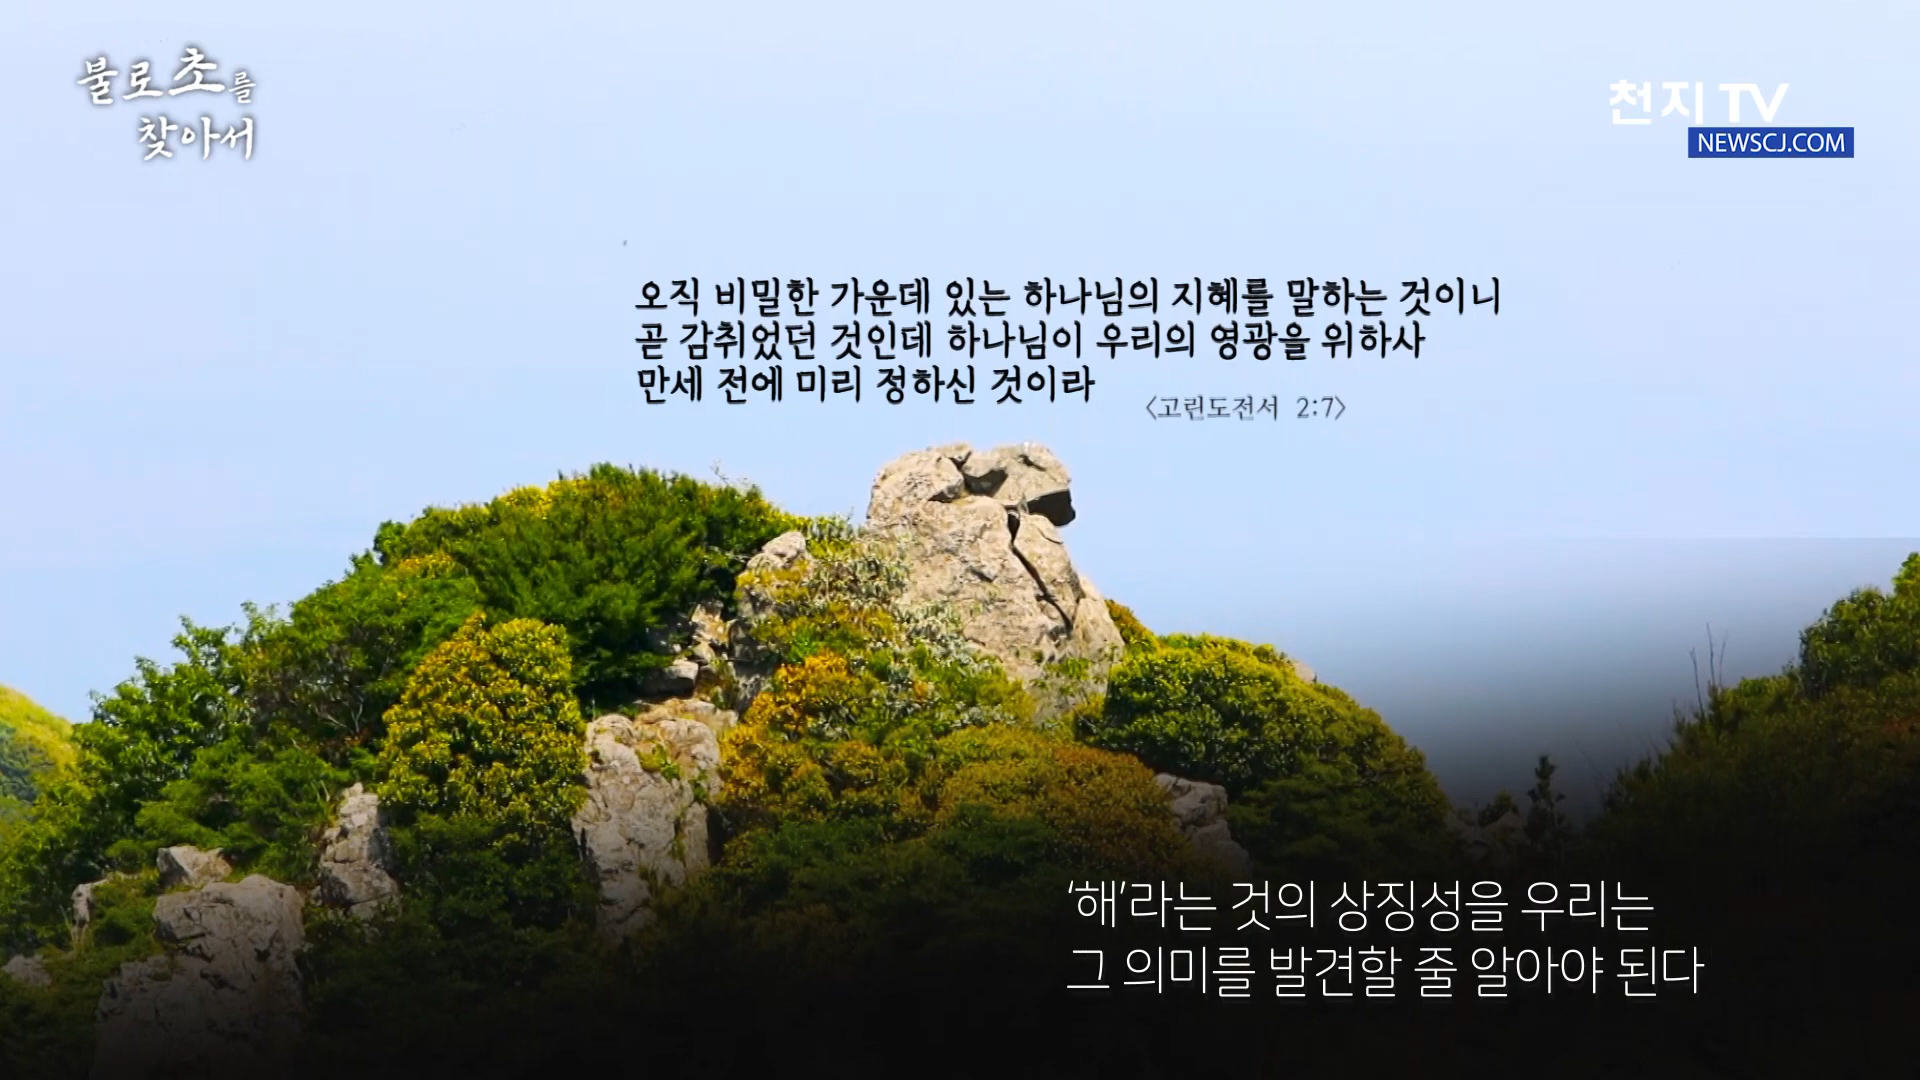 불로초를
찾아서
천지TV
NEWSCJ.COM
오직 비밀한 가운데 있는 하나님의 지혜를 말하는 것이니
곧 감취었던 것인데 하나님이 우리의 영광을 위하사
만세 전에 미리 정하신 것이라
<고린도전서 2:7>
‘해’라는 것의 상징성을 우리는
그 의미를 발견할 줄 알아야 된다